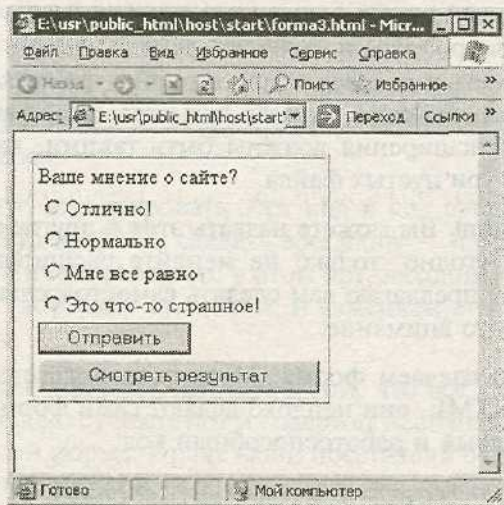 E:\usr\public_html\host\start\forma3.html - Micr...
Файл Правка Вид Избранное Сервис Справка
Назад Поиск Избранное »
Адрес: E:\usr\public_html\host\start' Переход Ссылки »
Ваше мнение о сайте?
Отлично!
Нормально
Мне все равно
Это что-то страшное!
Отправить
Смотреть результат
Готово Мой компьютер